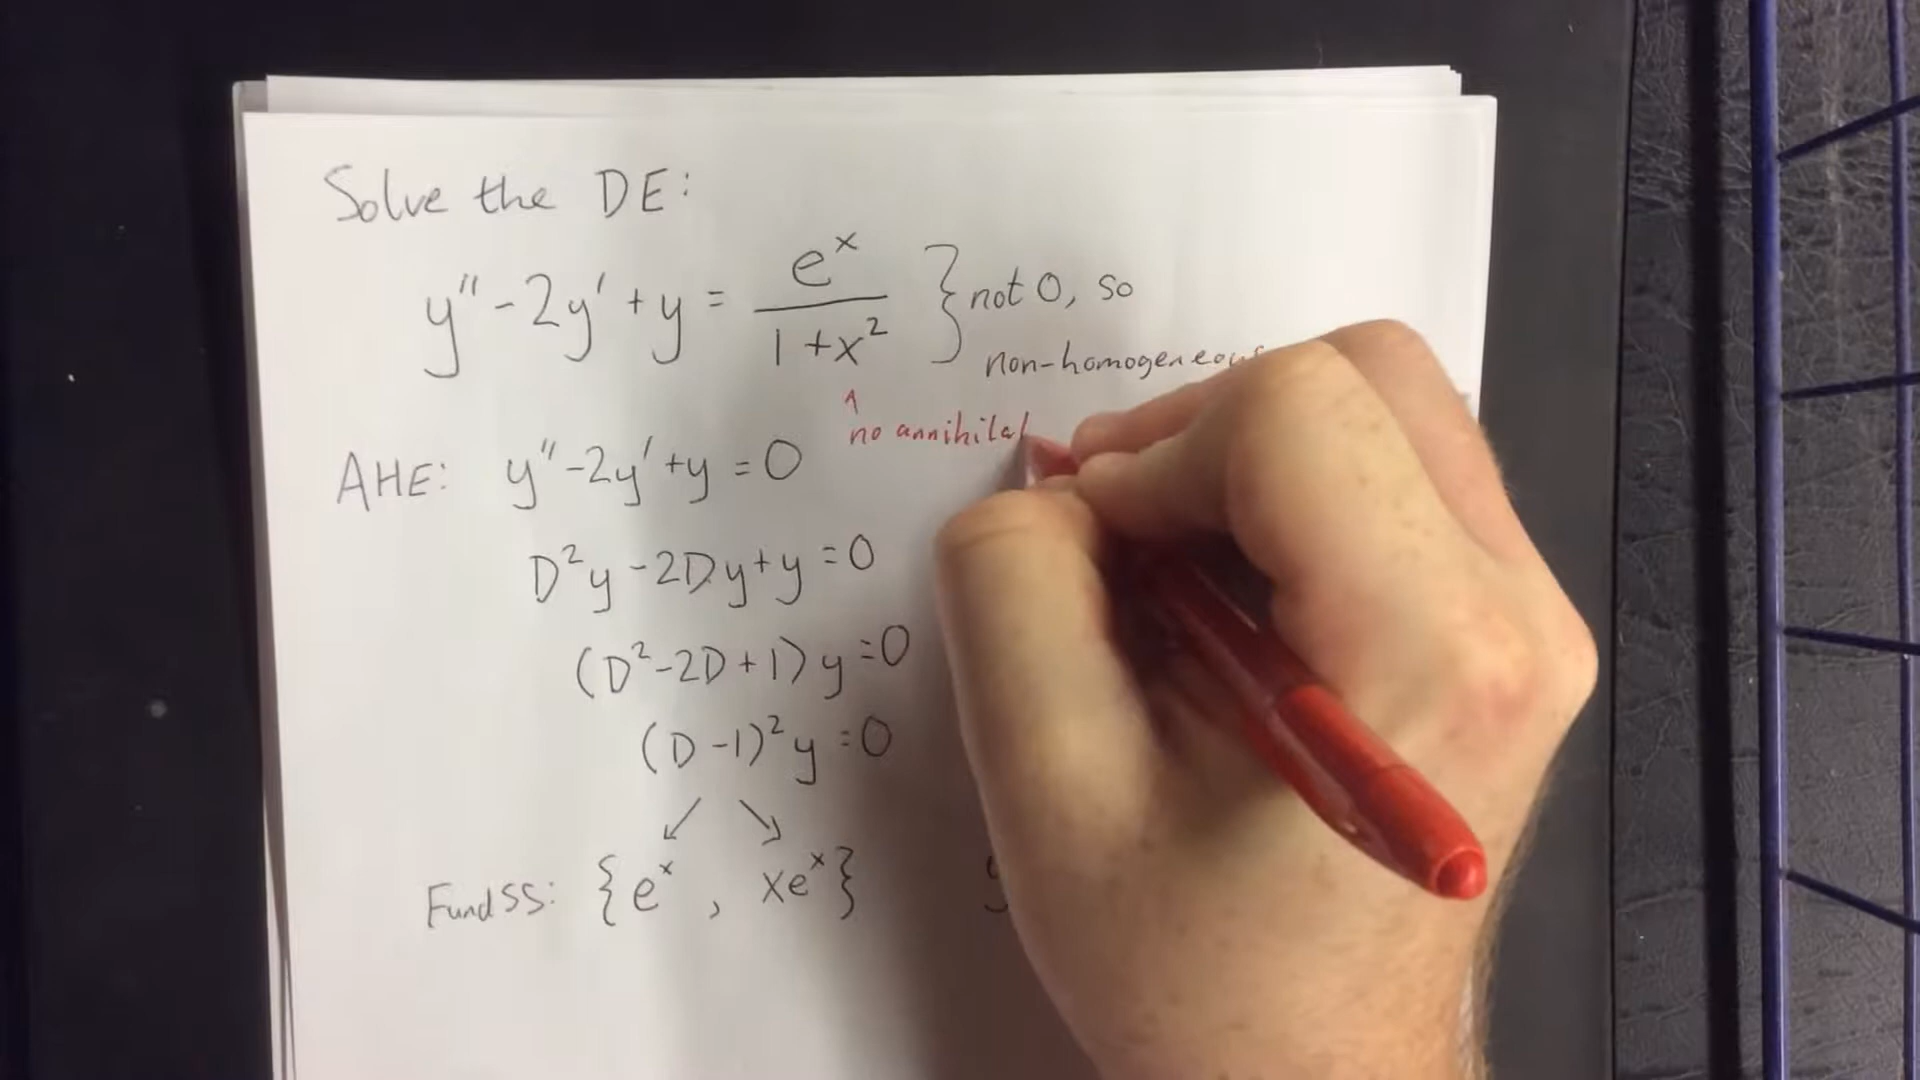 Solve the DE:
y'' - 2y' + y = e^x / (1 + x^2) } not 0, so
non-homogeneous
^
no annihilat
AHE: y'' - 2y' + y = 0
D^2y - 2Dy + y = 0
(D^2 - 2D + 1) y = 0
(D - 1)^2 y = 0
↙ ↘
Fund SS: { e^x , xe^x }